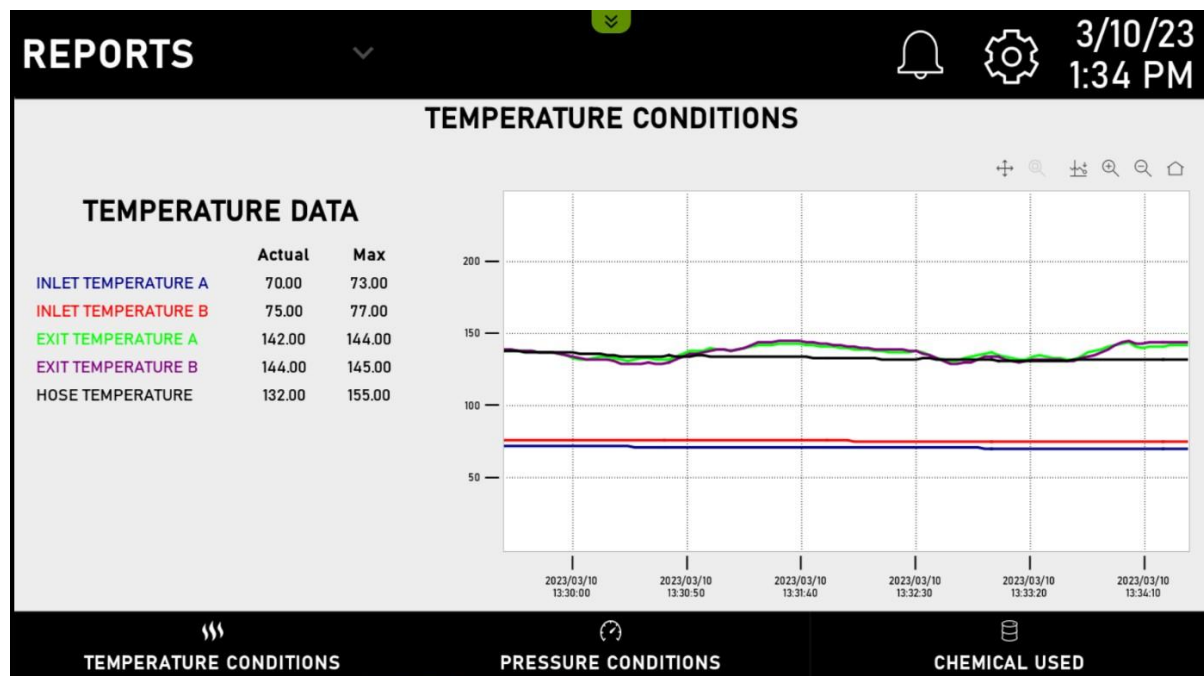 REPORTS
3/10/23
1:34 PM
TEMPERATURE CONDITIONS
TEMPERATURE DATA
Actual Max
INLET TEMPERATURE A 70.00 73.00
INLET TEMPERATURE B 75.00 77.00
EXIT TEMPERATURE A 142.00 144.00
EXIT TEMPERATURE B 144.00 145.00
HOSE TEMPERATURE 132.00 155.00
200
150
100
50
2023/03/10 2023/03/10 2023/03/10 2023/03/10 2023/03/10 2023/03/10
13:30:00 13:30:50 13:31:40 13:32:30 13:33:20 13:34:10
TEMPERATURE CONDITIONS PRESSURE CONDITIONS CHEMICAL USED